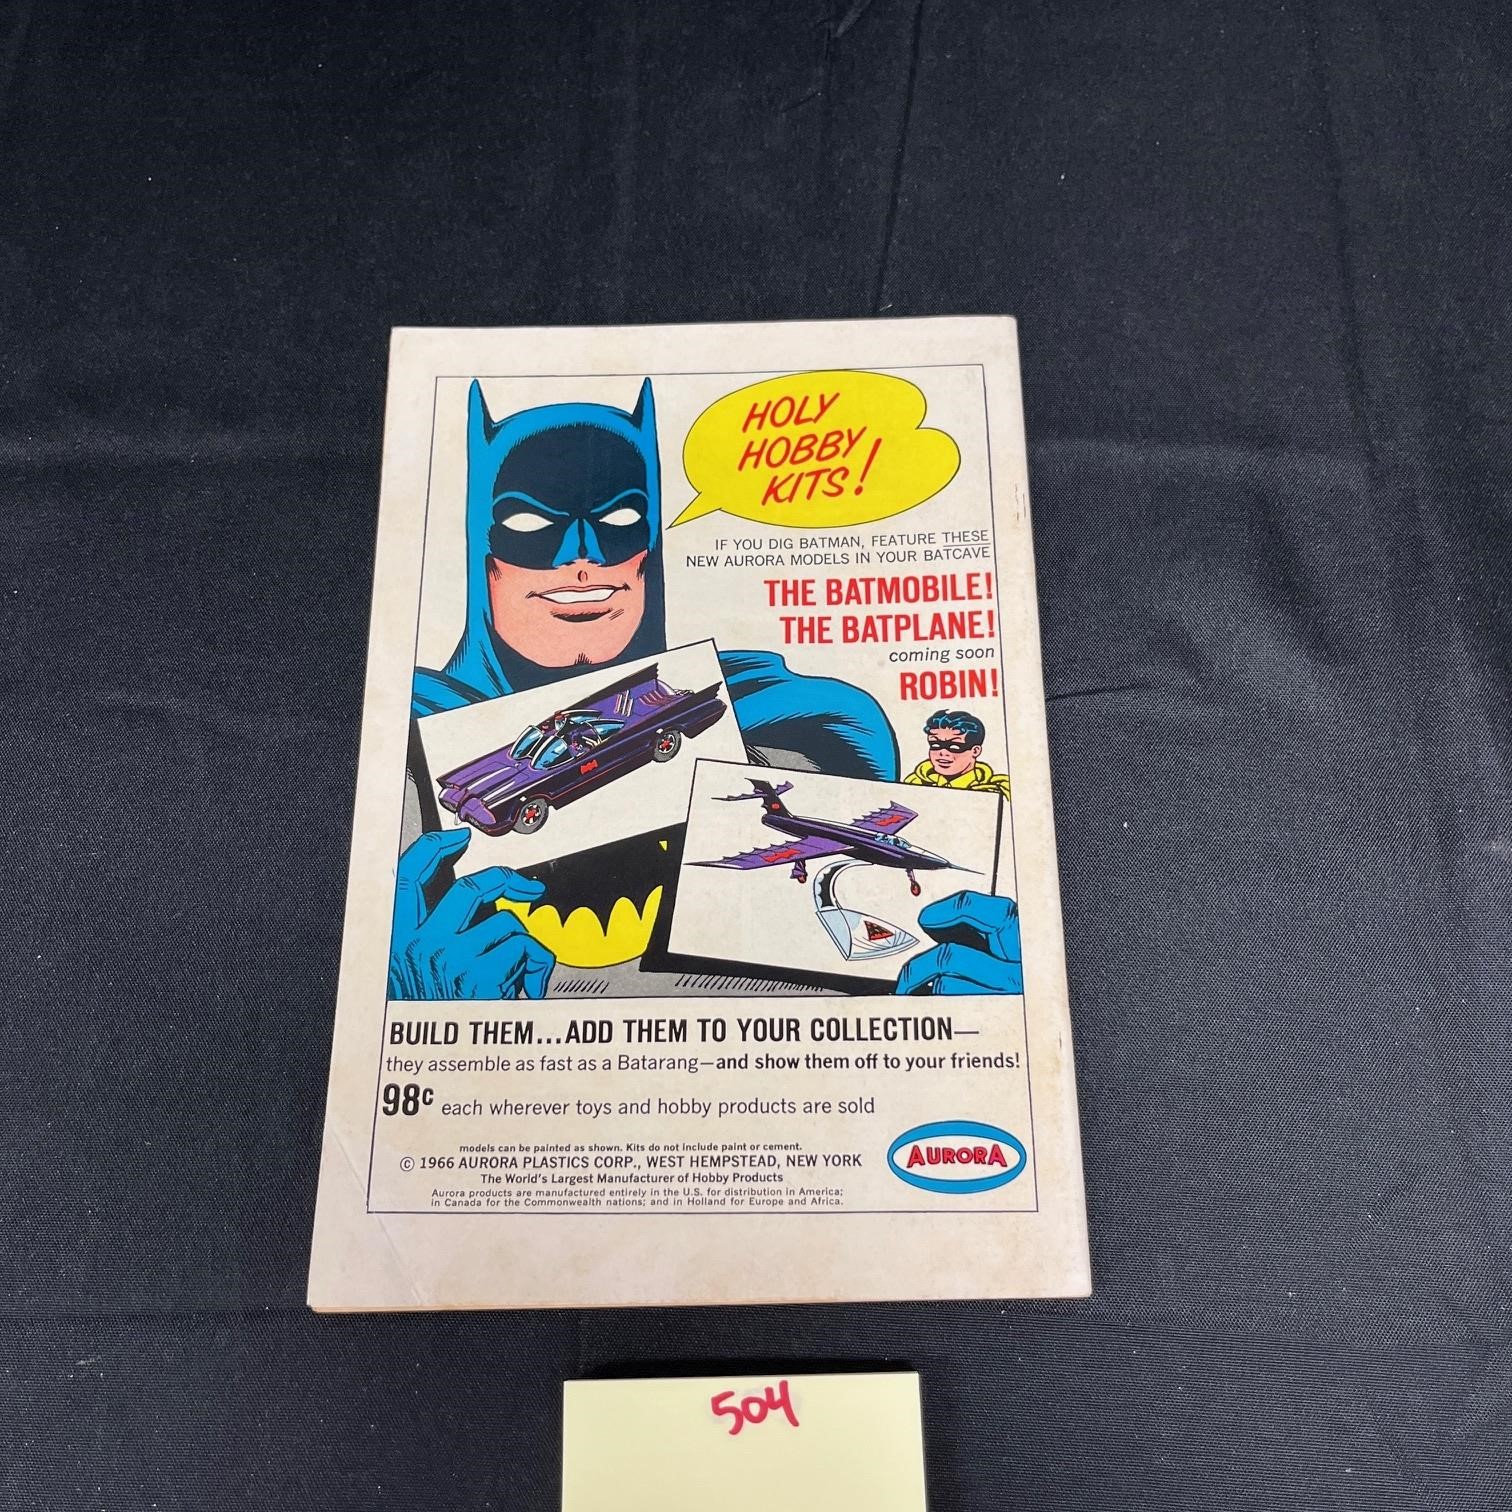 HOLY
HOBBY
KITS!
IF YOU DIG BATMAN, FEATURE THESE
NEW AURORA MODELS IN YOUR BATCAVE
THE BATMOBILE!
THE BATPLANE!
coming soon
ROBIN!
BUILD THEM...ADD THEM TO YOUR COLLECTION—
they assemble as fast as a Batarang—and show them off to your friends!
98c each wherever toys and hobby products are sold
models can be painted as shown. Kits do not include paint or cement.
© 1966 AURORA PLASTICS CORP., WEST HEMPSTEAD, NEW YORK
The World's Largest Manufacturer of Hobby Products
Aurora products are manufactured entirely in the U.S. for distribution in America;
in Canada for the Commonwealth nations; and in Holland for Europe and Africa.
AURORA
504